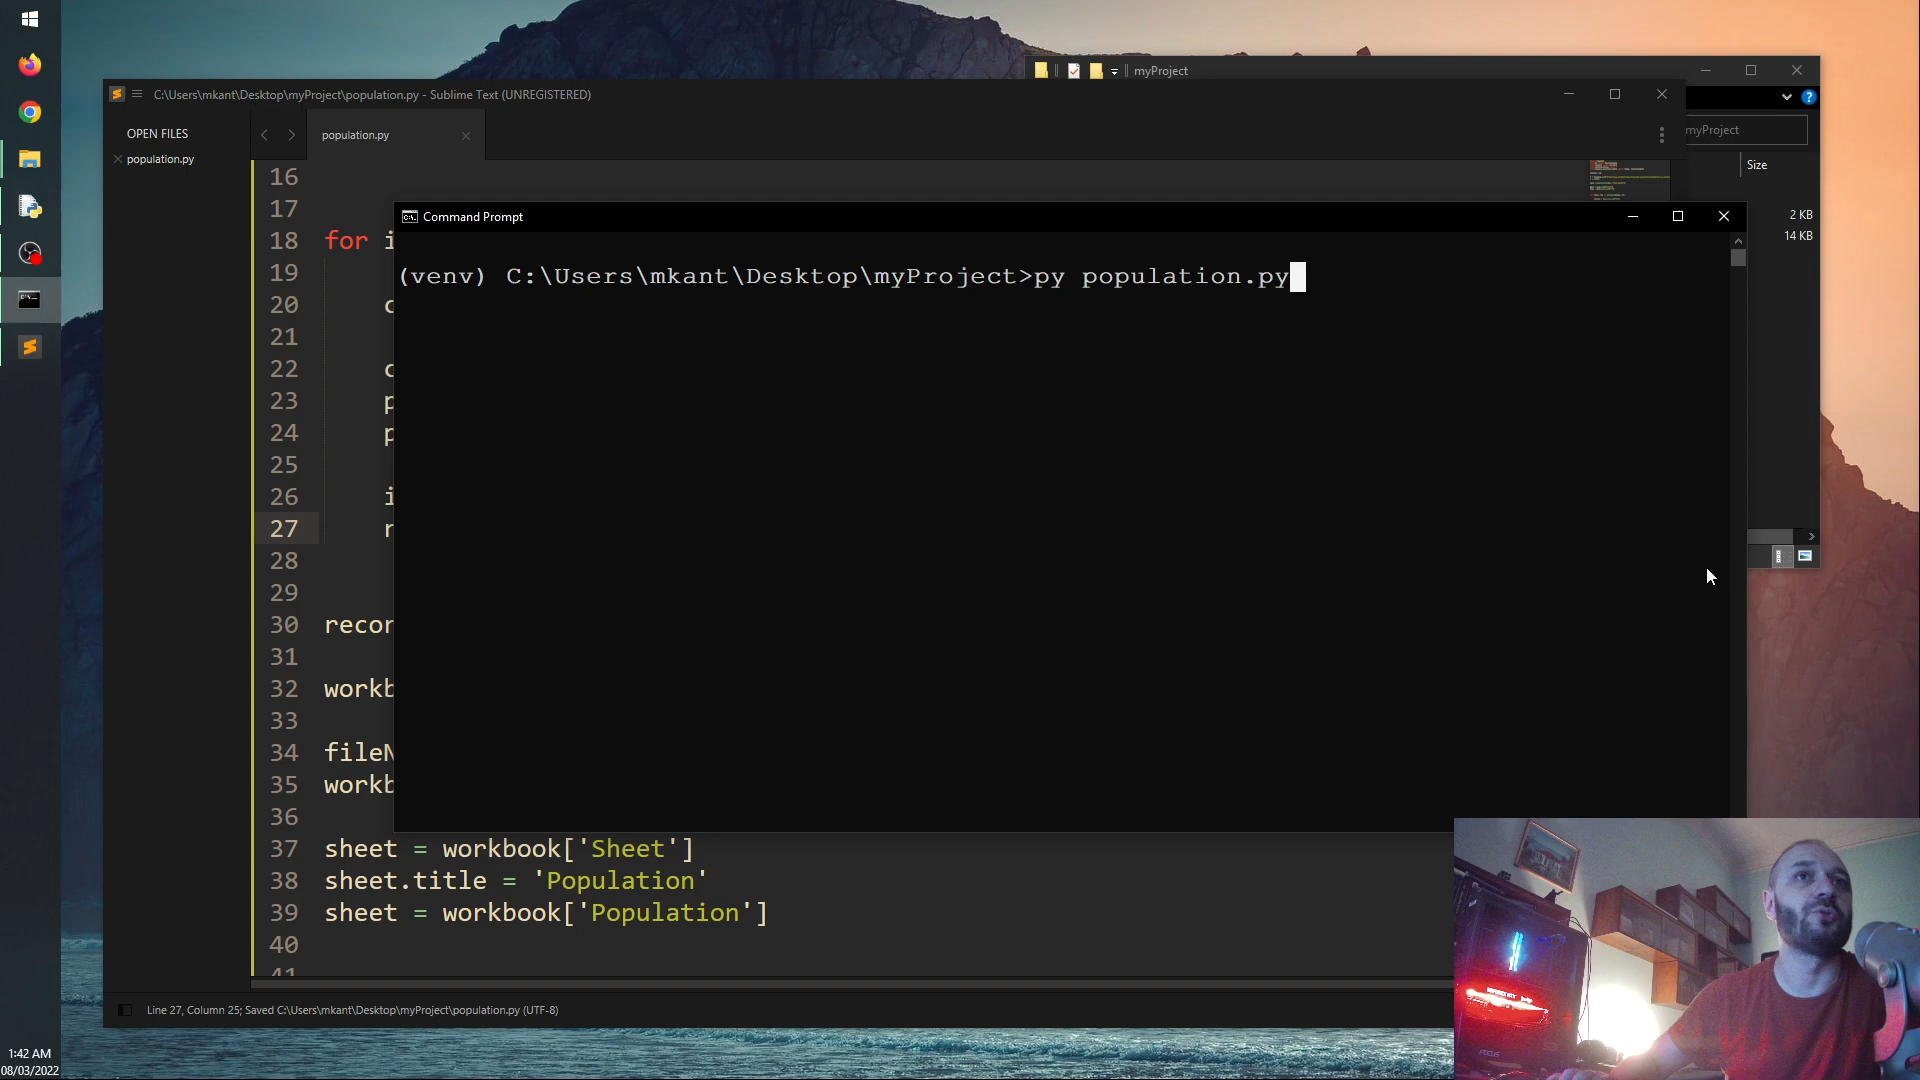 myProject
C:\Users\mkant\Desktop\myProject\population.py - Sublime Text (UNREGISTERED)
OPEN FILES
population.py
population.py
myProject
Size
2 KB
14 KB
Command Prompt
(venv) C:\Users\mkant\Desktop\myProject>py population.py
16
17
18 for i
19
20 c
21
22 c
23 p
24 p
25
26 i
27 r
28
29
30 recor
31
32 workb
33
34 fileN
35 workb
36
37 sheet = workbook['Sheet']
38 sheet.title = 'Population'
39 sheet = workbook['Population']
40
41
Line 27, Column 25; Saved C:\Users\mkant\Desktop\myProject\population.py (UTF-8)
1:42 AM
08/03/2022